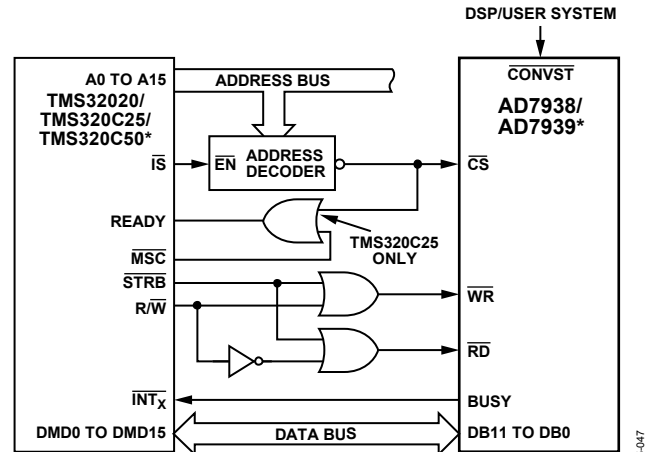 DSP/USER SYSTEM
A0 TO A15
ADDRESS BUS
CONVST
TMS32020/
TMS320C25/
TMS320C50*
AD7938/
AD7939*
IS
EN
ADDRESS
DECODER
CS
READY
TMS320C25
ONLY
MSC
STRB
R/W
WR
RD
INTX
BUSY
DMD0 TO DMD15
DATA BUS
DB11 TO DB0
-047